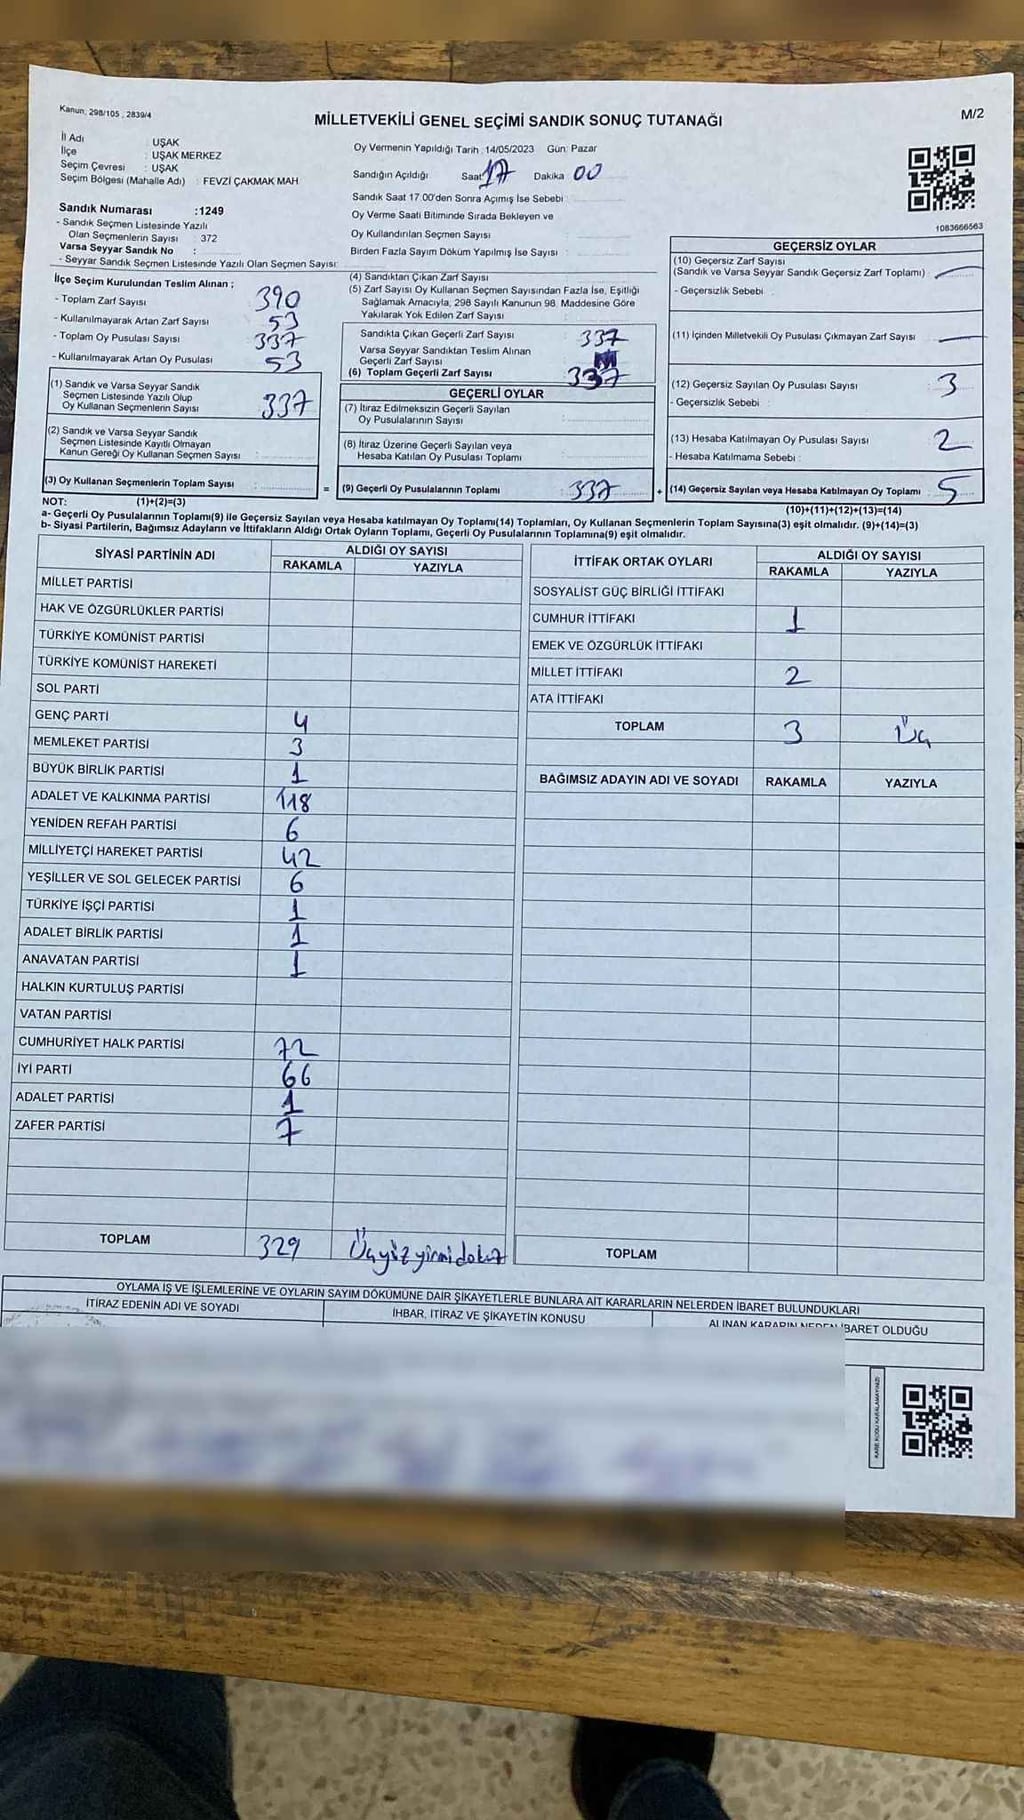 Kanun: 298/105 , 2839/4
MİLLETVEKİLİ GENEL SEÇİMİ SANDIK SONUÇ TUTANAĞI
M/2
İl Adı : UŞAK
İlçe : UŞAK MERKEZ
Seçim Çevresi : UŞAK
Seçim Bölgesi (Mahalle Adı) : FEVZİ ÇAKMAK MAH
Oy Vermenin Yapıldığı Tarih :14/05/2023 Gün: Pazar
Sandığın Açıldığı Saat 17 Dakika 00
Sandık Saat 17.00'den Sonra Açımış İse Sebebi :
Oy Verme Saati Bitiminde Sırada Bekleyen ve
Oy Kullandırılan Seçmen Sayısı :
Birden Fazla Sayım Döküm Yapılmış İse Sayısı :
1083666563
Sandık Numarası :1249
- Sandık Seçmen Listesinde Yazılı
Olan Seçmenlerin Sayısı : 372
Varsa Seyyar Sandık No :
- Seyyar Sandık Seçmen Listesinde Yazılı Olan Seçmen Sayısı:
İlçe Seçim Kurulundan Teslim Alınan ;
- Toplam Zarf Sayısı : 390
- Kullanılmayarak Artan Zarf Sayısı : 53
- Toplam Oy Pusulası Sayısı : 337
- Kullanılmayarak Artan Oy Pusulası : 53
(1) Sandık ve Varsa Seyyar Sandık
Seçmen Listesinde Yazılı Olup
Oy Kullanan Seçmenlerin Sayısı : 337
(2) Sandık ve Varsa Seyyar Sandık
Seçmen Listesinde Kayıtlı Olmayan
Kanun Gereği Oy Kullanan Seçmen Sayısı :
(3) Oy Kullanan Seçmenlerin Toplam Sayısı :
(1)+(2)=(3)
(4) Sandıktan Çıkan Zarf Sayısı :
(5) Zarf Sayısı Oy Kullanan Seçmen Sayısından Fazla İse, Eşitliği
Sağlamak Amacıyla, 298 Sayılı Kanunun 98. Maddesine Göre
Yakılarak Yok Edilen Zarf Sayısı :
Sandıkta Çıkan Geçerli Zarf Sayısı : 337
Varsa Seyyar Sandıktan Teslim Alınan
Geçerli Zarf Sayısı :
(6) Toplam Geçerli Zarf Sayısı : 337
GEÇERLİ OYLAR
(7) İtiraz Edilmeksizin Geçerli Sayılan
Oy Pusulalarının Sayısı :
(8) İtiraz Üzerine Geçerli Sayılan veya
Hesaba Katılan Oy Pusulası Toplamı :
= (9) Geçerli Oy Pusulalarının Toplamı : 337
GEÇERSİZ OYLAR
(10) Geçersiz Zarf Sayısı
(Sandık ve Varsa Seyyar Sandık Geçersiz Zarf Toplamı) : —
- Geçersizlik Sebebi :
(11) İçinden Milletvekili Oy Pusulası Çıkmayan Zarf Sayısı : —
(12) Geçersiz Sayılan Oy Pusulası Sayısı : 3
- Geçersizlik Sebebi :
(13) Hesaba Katılmayan Oy Pusulası Sayısı : 2
- Hesaba Katılmama Sebebi :
+ (14) Geçersiz Sayılan veya Hesaba Katılmayan Oy Toplamı : 5
(10)+(11)+(12)+(13)=(14)
NOT:
a- Geçerli Oy Pusulalarının Toplamı(9) ile Geçersiz Sayılan veya Hesaba katılmayan Oy Toplamı(14) Toplamları, Oy Kullanan Seçmenlerin Toplam Sayısına(3) eşit olmalıdır. (9)+(14)=(3)
b- Siyasi Partilerin, Bağımsız Adayların ve İttifakların Aldığı Ortak Oyların Toplamı, Geçerli Oy Pusulalarının Toplamına(9) eşit olmalıdır.
SİYASİ PARTİNİN ADI
ALDIĞI OY SAYISI
RAKAMLA YAZIYLA
MİLLET PARTİSİ
HAK VE ÖZGÜRLÜKLER PARTİSİ
TÜRKİYE KOMÜNİST PARTİSİ
TÜRKİYE KOMÜNİST HAREKETİ
SOL PARTİ
GENÇ PARTİ 4
MEMLEKET PARTİSİ 3
BÜYÜK BİRLİK PARTİSİ 1
ADALET VE KALKINMA PARTİSİ 118
YENİDEN REFAH PARTİSİ 6
MİLLİYETÇİ HAREKET PARTİSİ 42
YEŞİLLER VE SOL GELECEK PARTİSİ 6
TÜRKİYE İŞÇİ PARTİSİ 1
ADALET BİRLİK PARTİSİ 1
ANAVATAN PARTİSİ 1
HALKIN KURTULUŞ PARTİSİ
VATAN PARTİSİ
CUMHURİYET HALK PARTİSİ 72
İYİ PARTİ 66
ADALET PARTİSİ 1
ZAFER PARTİSİ 7
TOPLAM 329 Üçyüzyirmidokuz
İTTİFAK ORTAK OYLARI
ALDIĞI OY SAYISI
RAKAMLA YAZIYLA
SOSYALİST GÜÇ BİRLİĞİ İTTİFAKI
CUMHUR İTTİFAKI 1
EMEK VE ÖZGÜRLÜK İTTİFAKI
MİLLET İTTİFAKI 2
ATA İTTİFAKI
TOPLAM 3 Üç
BAĞIMSIZ ADAYIN ADI VE SOYADI RAKAMLA YAZIYLA
TOPLAM
OYLAMA İŞ VE İŞLEMLERİNE VE OYLARIN SAYIM DÖKÜMÜNE DAİR ŞİKAYETLERLE BUNLARA AİT KARARLARIN NELERDEN İBARET BULUNDUKLARI
İTİRAZ EDENİN ADI VE SOYADI
İHBAR, İTİRAZ VE ŞİKAYETİN KONUSU
ALINAN KARARIN NEDEN İBARET OLDUĞU
KARE KODU KARALAMAYINIZ!